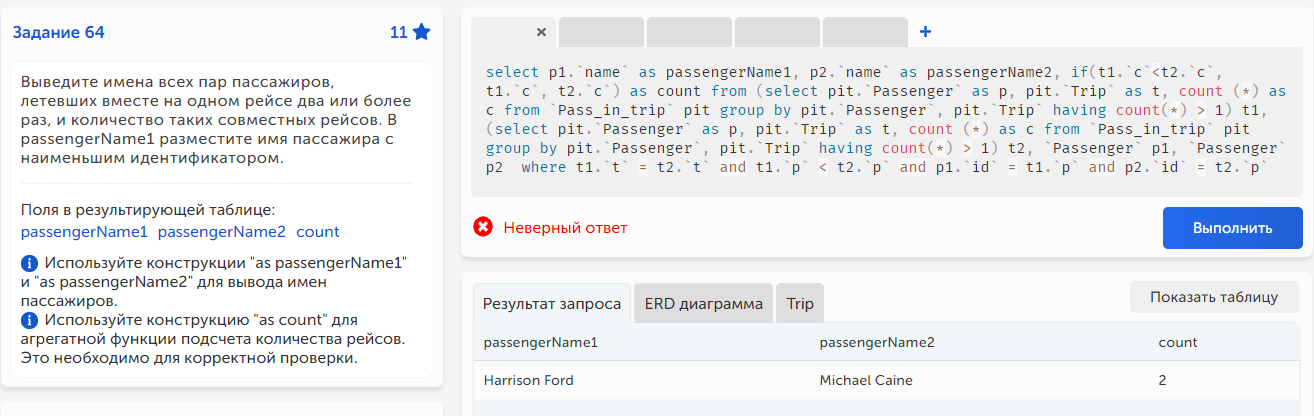 Задание 64
11
Выведите имена всех пар пассажиров,
летевших вместе на одном рейсе два или более
раз, и количество таких совместных рейсов. В
passengerName1 разместите имя пассажира с
наименьшим идентификатором.
Поля в результирующей таблице:
passengerName1 passengerName2 count
Используйте конструкции "as passengerName1"
и "as passengerName2" для вывода имен
пассажиров.
Используйте конструкцию "as count" для
агрегатной функции подсчета количества рейсов.
Это необходимо для корректной проверки.
× +
select p1.`name` as passengerName1, p2.`name` as passengerName2, if(t1.`c`<t2.`c`,
t1.`c`, t2.`c`) as count from (select pit.`Passenger` as p, pit.`Trip` as t, count (*) as
c from `Pass_in_trip` pit group by pit.`Passenger`, pit.`Trip` having count(*) > 1) t1,
(select pit.`Passenger` as p, pit.`Trip` as t, count (*) as c from `Pass_in_trip` pit
group by pit.`Passenger`, pit.`Trip` having count(*) > 1) t2, `Passenger` p1, `Passenger`
p2  where t1.`t` = t2.`t` and t1.`p` < t2.`p` and p1.`id` = t1.`p` and p2.`id` = t2.`p`
Неверный ответ
Выполнить
Результат запроса ERD диаграмма Trip
Показать таблицу
passengerName1 passengerName2 count
Harrison Ford Michael Caine 2